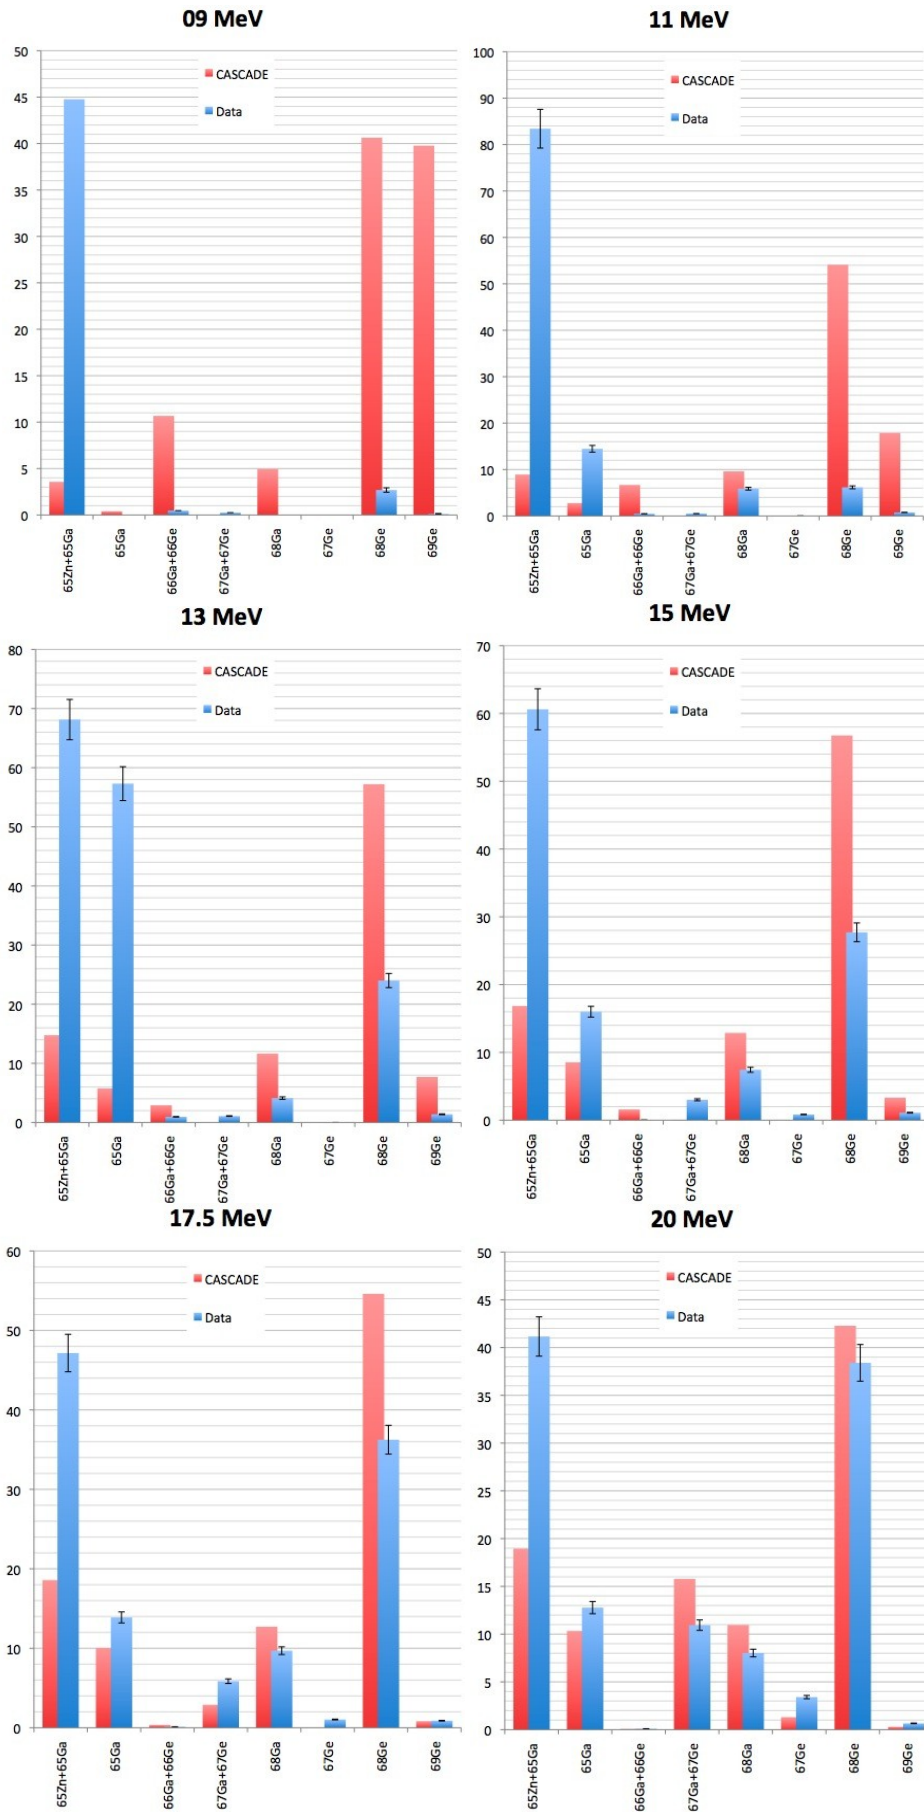 09 MeV
50
45
40
35
30
25
20
15
10
5
0
CASCADE
Data
65Zn+65Ga
65Ga
66Ga+66Ge
67Ga+67Ge
68Ga
67Ge
68Ge
69Ge
11 MeV
100
90
80
70
60
50
40
30
20
10
0
CASCADE
Data
65Zn+65Ga
65Ga
66Ga+66Ge
67Ga+67Ge
68Ga
67Ge
68Ge
69Ge
13 MeV
80
70
60
50
40
30
20
10
0
CASCADE
Data
65Zn+65Ga
65Ga
66Ga+66Ge
67Ga+67Ge
68Ga
67Ge
68Ge
69Ge
15 MeV
70
60
50
40
30
20
10
0
CASCADE
Data
65Zn+65Ga
65Ga
66Ga+66Ge
67Ga+67Ge
68Ga
67Ge
68Ge
69Ge
17.5 MeV
60
50
40
30
20
10
0
CASCADE
Data
65Zn+65Ga
65Ga
66Ga+66Ge
67Ga+67Ge
68Ga
67Ge
68Ge
69Ge
20 MeV
50
45
40
35
30
25
20
15
10
5
0
CASCADE
Data
65Zn+65Ga
65Ga
66Ga+66Ge
67Ga+67Ge
68Ga
67Ge
68Ge
69Ge